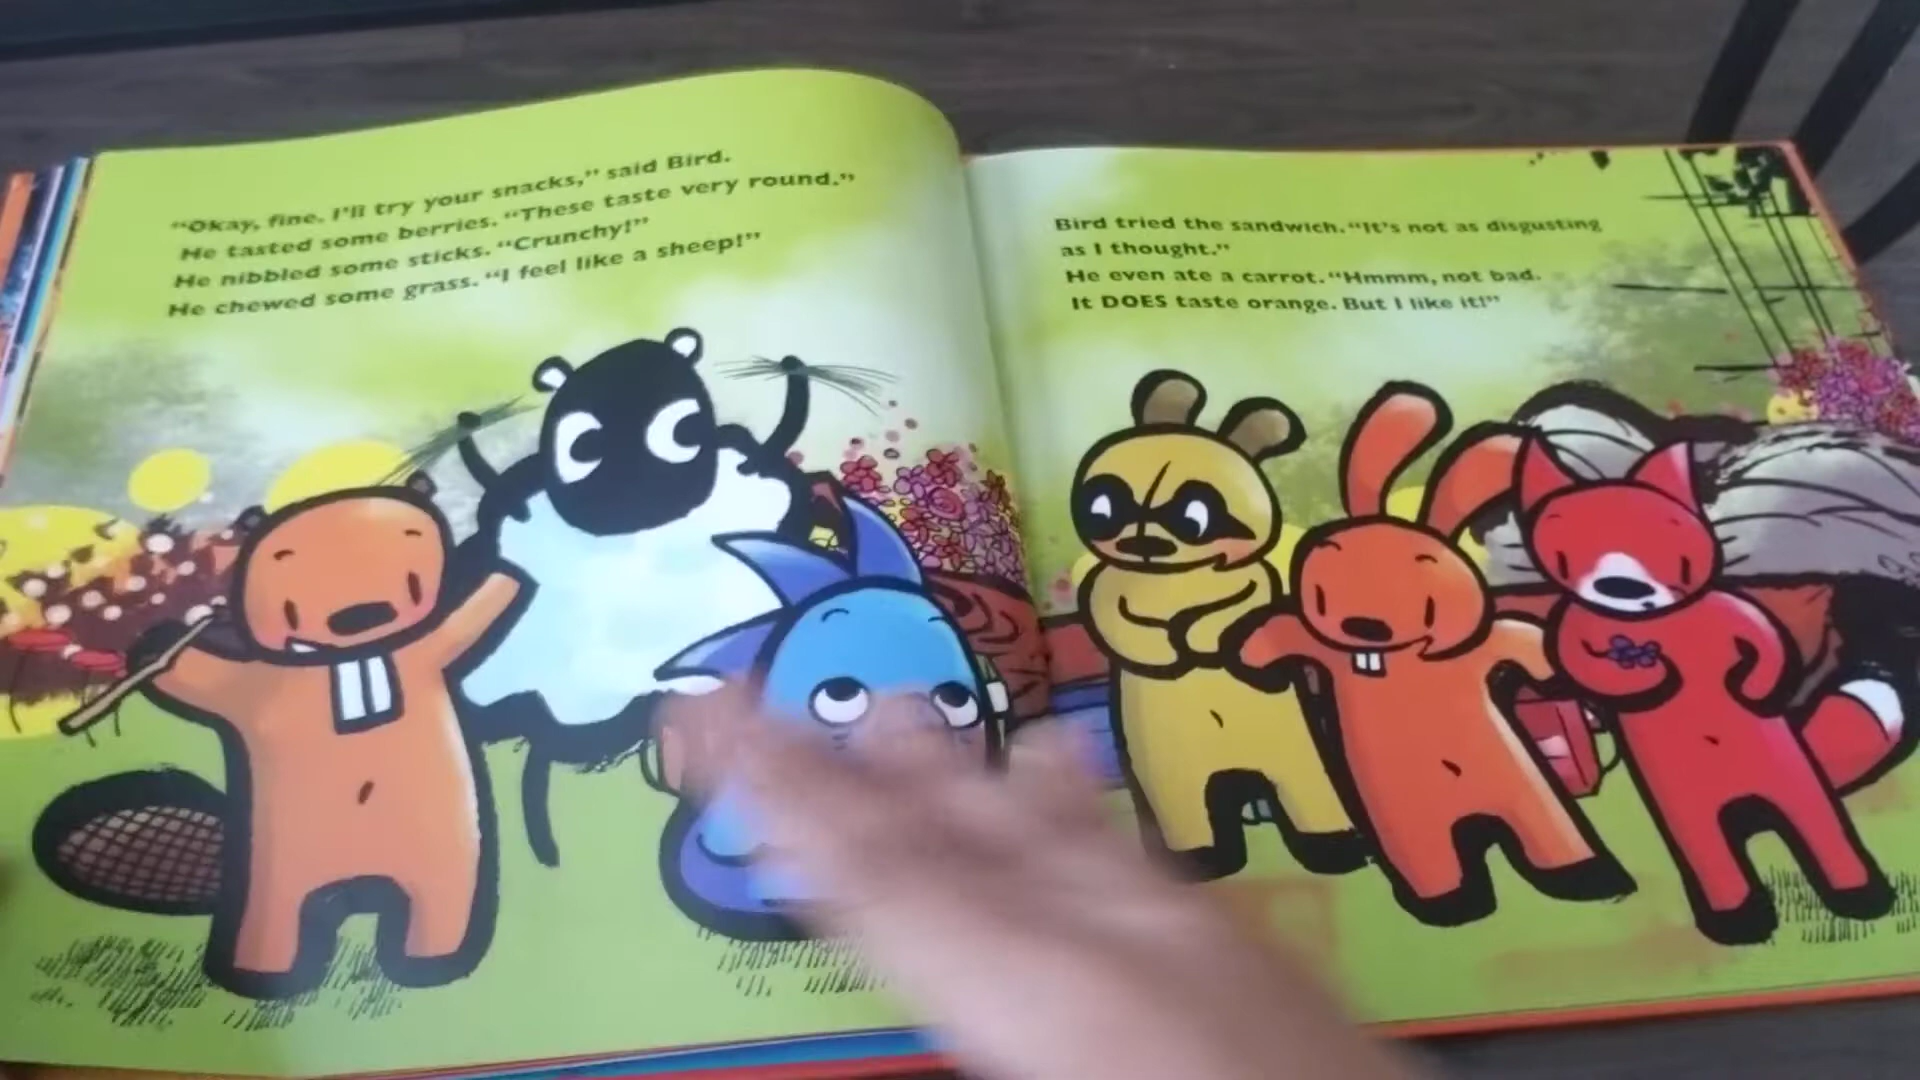 “Okay, fine. I’ll try your snacks,” said Bird.
He tasted some berries. “These taste very round.”
He nibbled some sticks. “Crunchy!”
He chewed some grass. “I feel like a sheep!”
Bird tried the sandwich. “It’s not as disgusting
as I thought.”
He even ate a carrot. “Hmmm, not bad.
It DOES taste orange. But I like it!”